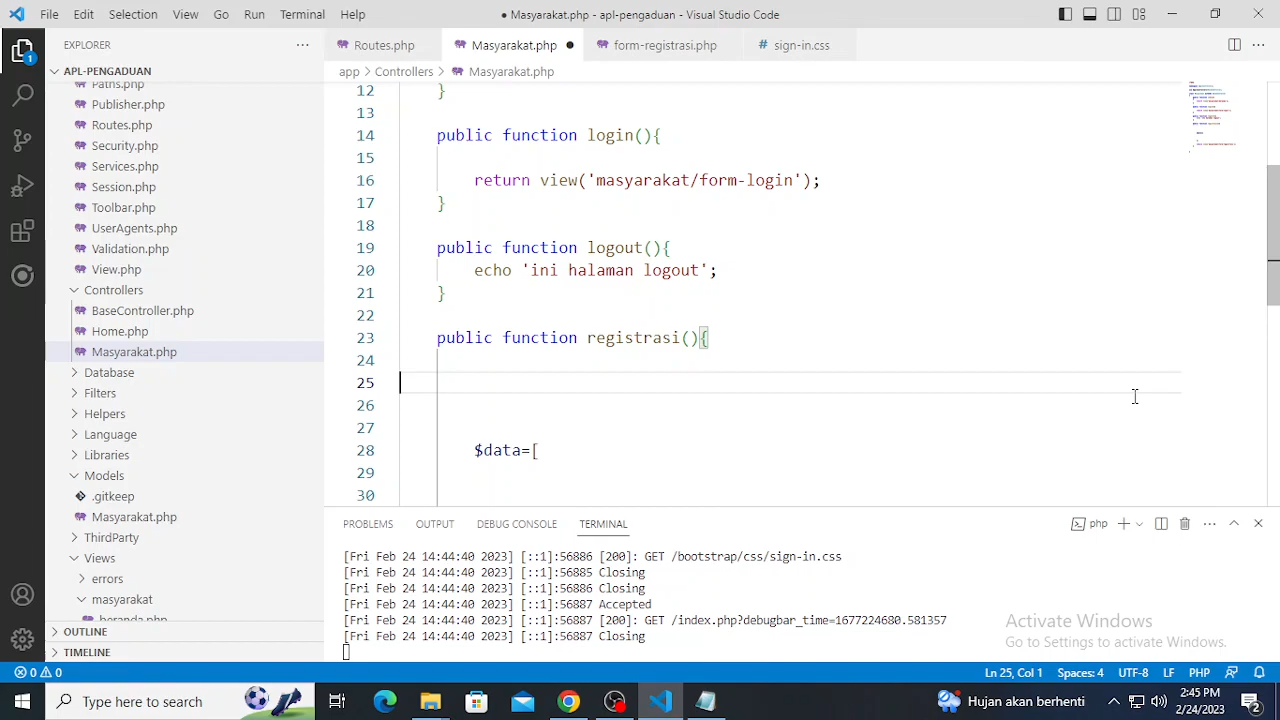 File Edit Selection View Go Run Terminal Help
● Masyarakat.php - apl-pengaduan - Visual Studio Code
EXPLORER
Routes.php Masyarakat.php form-registrasi.php # sign-in.css
APL-PENGADUAN
app > Controllers > Masyarakat.php
Paths.php
Publisher.php
Routes.php
Security.php
Services.php
Session.php
Toolbar.php
UserAgents.php
Validation.php
View.php
Controllers
BaseController.php
Home.php
Masyarakat.php
Database
Filters
Helpers
Language
Libraries
Models
.gitkeep
Masyarakat.php
ThirdParty
Views
errors
masyarakat
beranda.php
OUTLINE
TIMELINE
12 }
13
14 public function login(){
15
16 return view('masyarakat/form-login');
17 }
18
19 public function logout(){
20 echo 'ini halaman logout';
21 }
22
23 public function registrasi(){
24
25
26
27
28 $data=[
29
30
PROBLEMS OUTPUT DEBUG CONSOLE TERMINAL
php
[Fri Feb 24 14:44:40 2023] [::1]:56886 [200]: GET /bootstrap/css/sign-in.css
[Fri Feb 24 14:44:40 2023] [::1]:56885 Closing
[Fri Feb 24 14:44:40 2023] [::1]:56886 Closing
[Fri Feb 24 14:44:40 2023] [::1]:56887 Accepted
[Fri Feb 24 14:44:40 2023] [::1]:56887 [200]: GET /index.php?debugbar_time=1677224680.581357
[Fri Feb 24 14:44:40 2023] [::1]:56887 Closing
Activate Windows
Go to Settings to activate Windows.
0 0 Ln 25, Col 1 Spaces: 4 UTF-8 LF PHP
Type here to search
Hujan akan berhenti
2:45 PM
2/24/2023
2
1